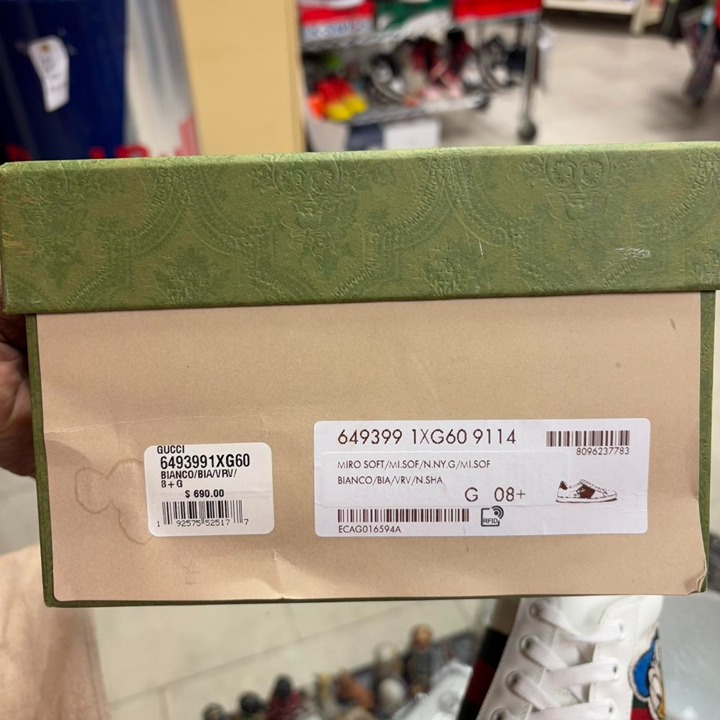 GUCCI
6493991XG60
BIANCO/BIA/VRV/
8 + G
$ 690.00
1 92575 52517 7
649399 1XG60 9114
8096237783
MIRO SOFT/MI.SOF/N.NY.G/MI.SOF
BIANCO/BIA/VRV/N.SHA
G 08+
ECAG016594A
RFID